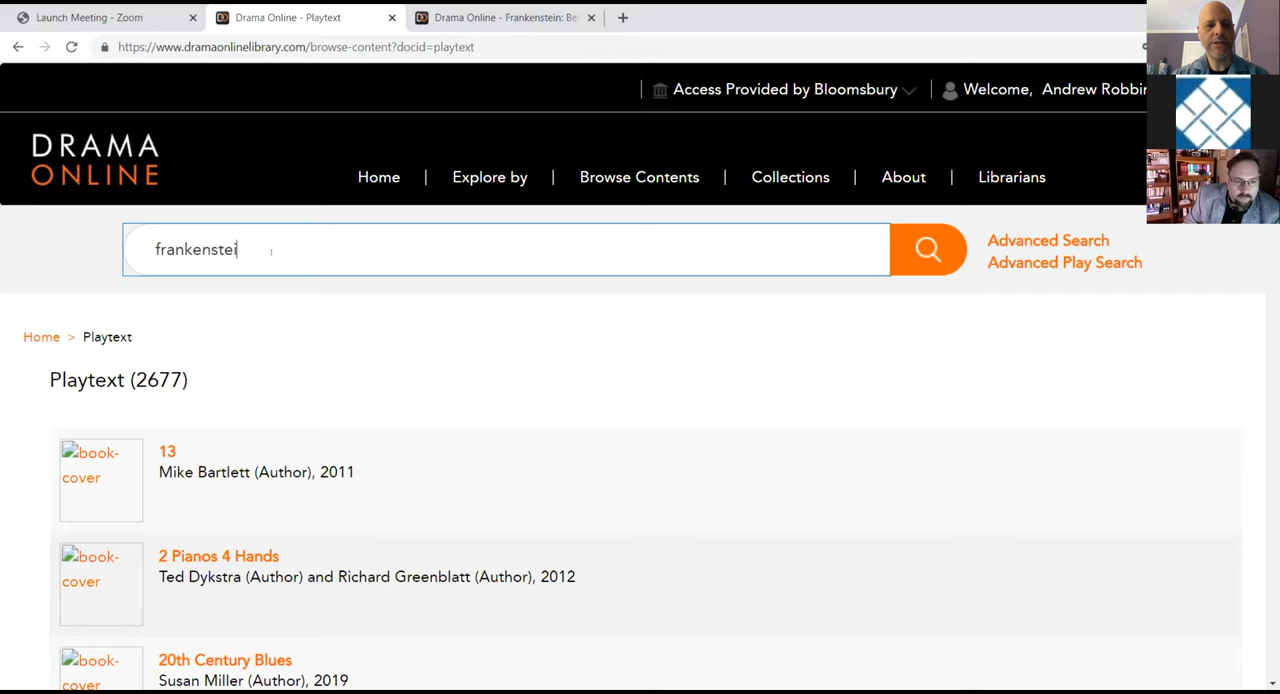 Launch Meeting - Zoom
Drama Online - Playtext
Drama Online - Frankenstein: Be
https://www.dramaonlinelibrary.com/browse-content?docid=playtext
Access Provided by Bloomsbury
Welcome, Andrew Robbin
DRAMA
ONLINE
Home | Explore by | Browse Contents | Collections | About | Librarians
frankenstei
Advanced Search
Advanced Play Search
Home > Playtext
Playtext (2677)
book-
cover
13
Mike Bartlett (Author), 2011
book-
cover
2 Pianos 4 Hands
Ted Dykstra (Author) and Richard Greenblatt (Author), 2012
book-
cover
20th Century Blues
Susan Miller (Author), 2019